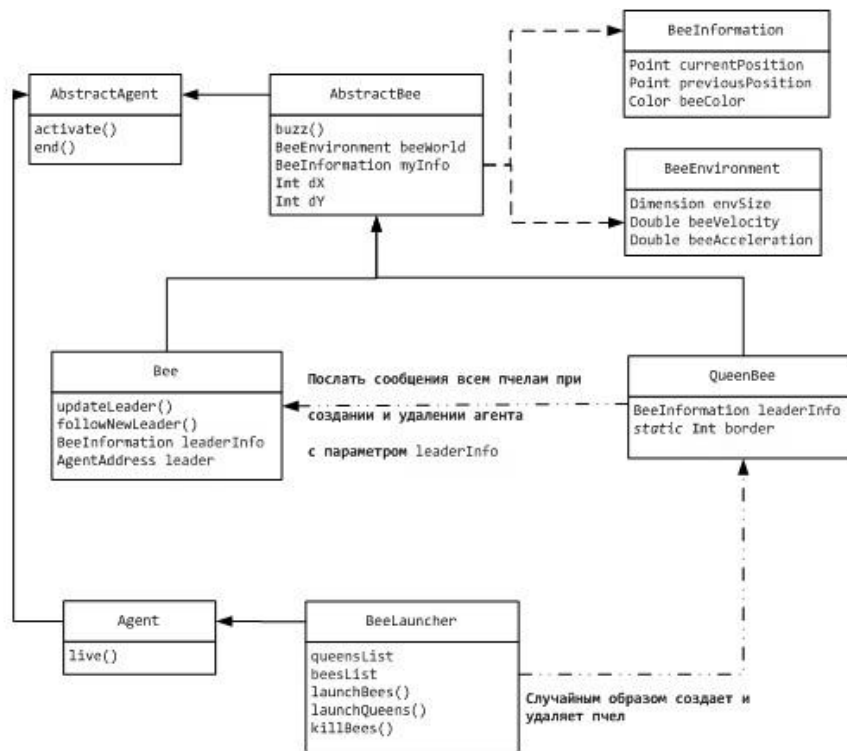 BeeInformation
Point currentPosition
Point previousPosition
Color beeColor
AbstractAgent
activate()
end()
AbstractBee
buzz()
BeeEnvironment beeWorld
BeeInformation myInfo
Int dX
Int dY
BeeEnvironment
Dimension envSize
Double beeVelocity
Double beeAcceleration
Bee
updateLeader()
followNewLeader()
BeeInformation leaderInfo
AgentAddress leader
Послать сообщения всем пчелам при
создании и удалении агента
с параметром leaderInfo
QueenBee
BeeInformation leaderInfo
static Int border
Agent
live()
BeeLauncher
queensList
beesList
launchBees()
launchQueens()
killBees()
Случайным образом создает и
удаляет пчел